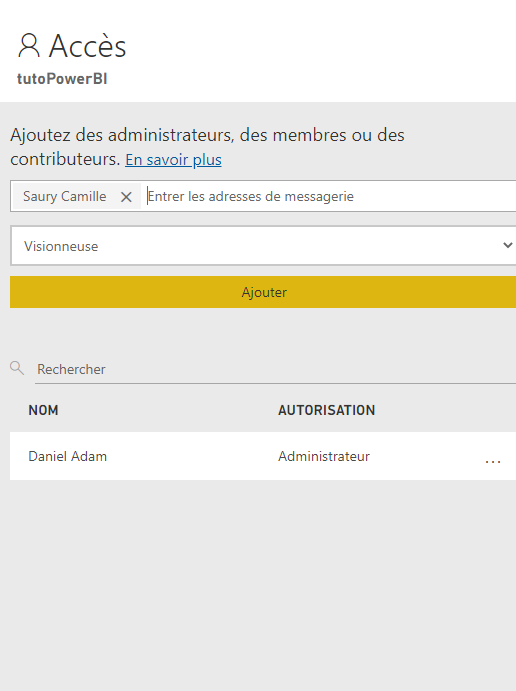 Accès
tutoPowerBI
Ajoutez des administrateurs, des membres ou des
contributeurs. En savoir plus
Saury Camille Entrer les adresses de messagerie
Visionneuse
Ajouter
Rechercher
NOM AUTORISATION
Daniel Adam Administrateur ...